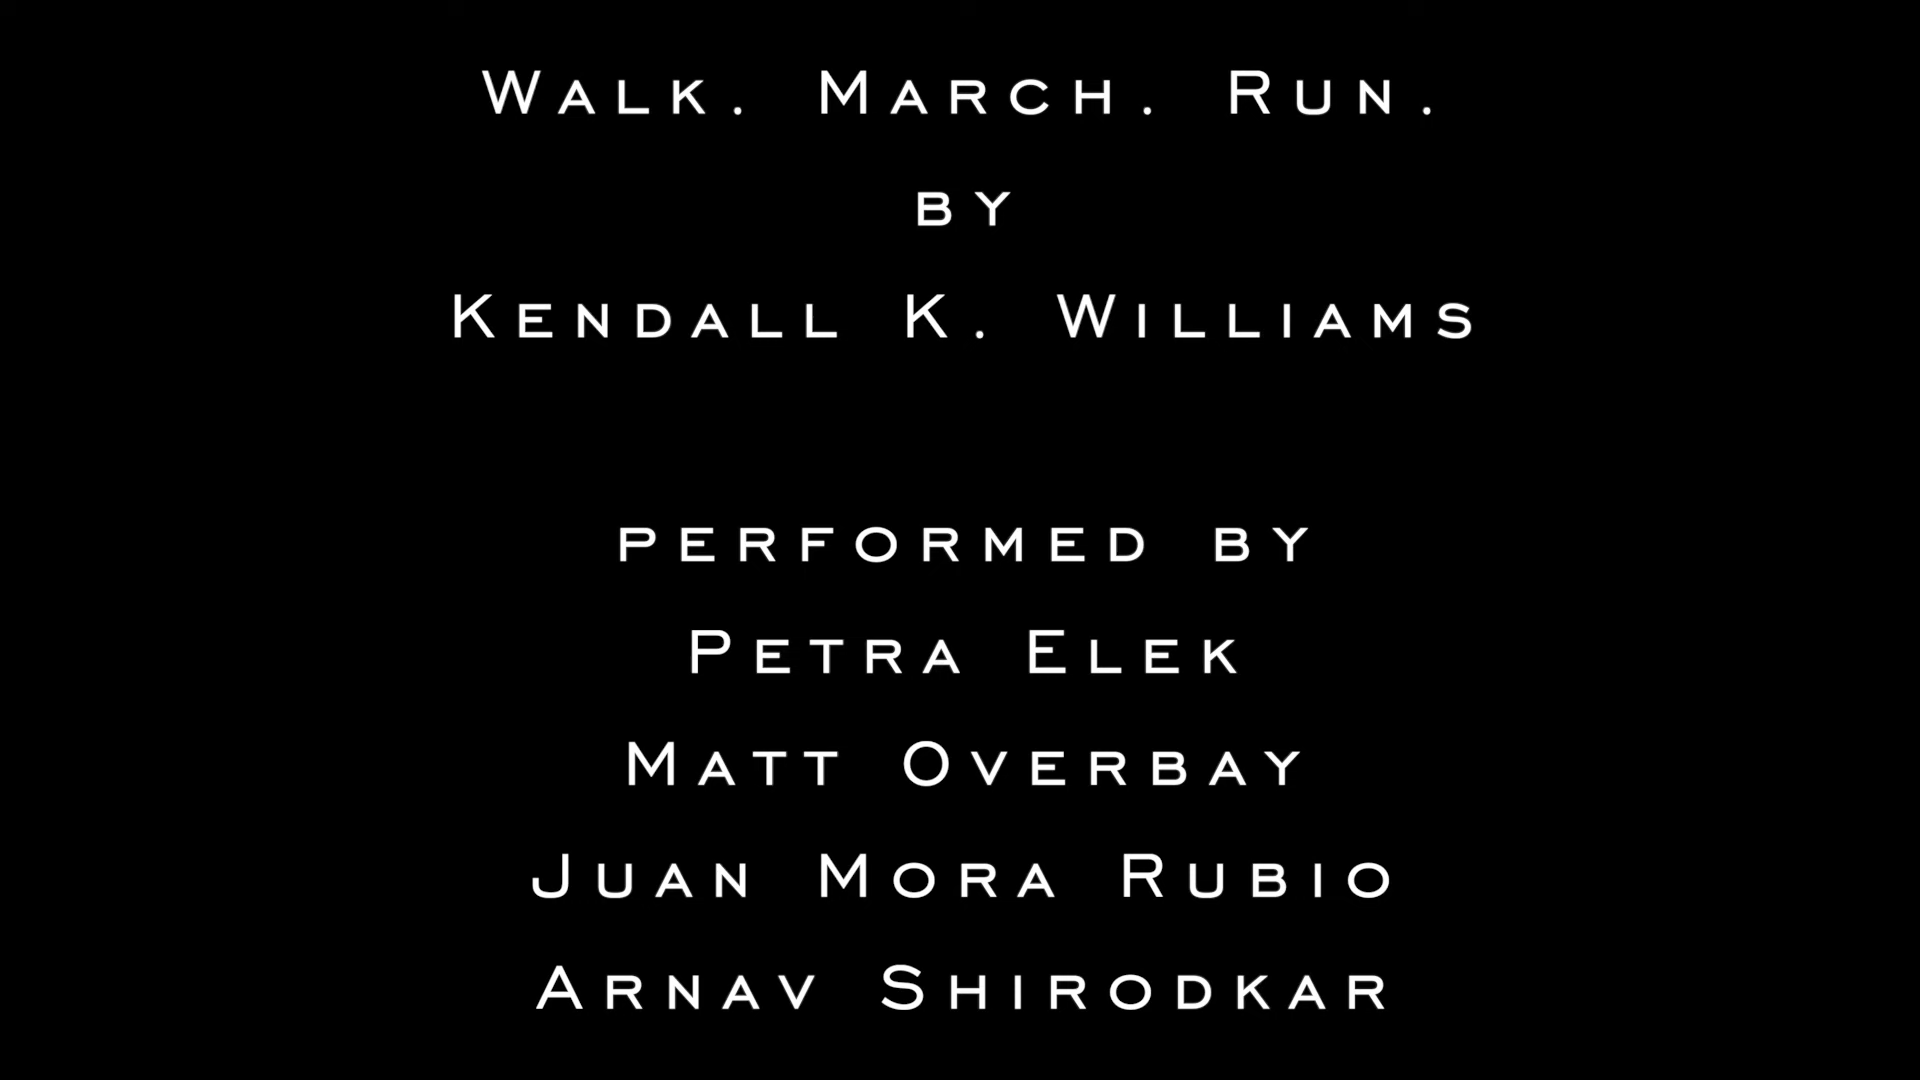 Walk. March. Run.
by
Kendall K. Williams
performed by
Petra Elek
Matt Overbay
Juan Mora Rubio
Arnav Shirodkar